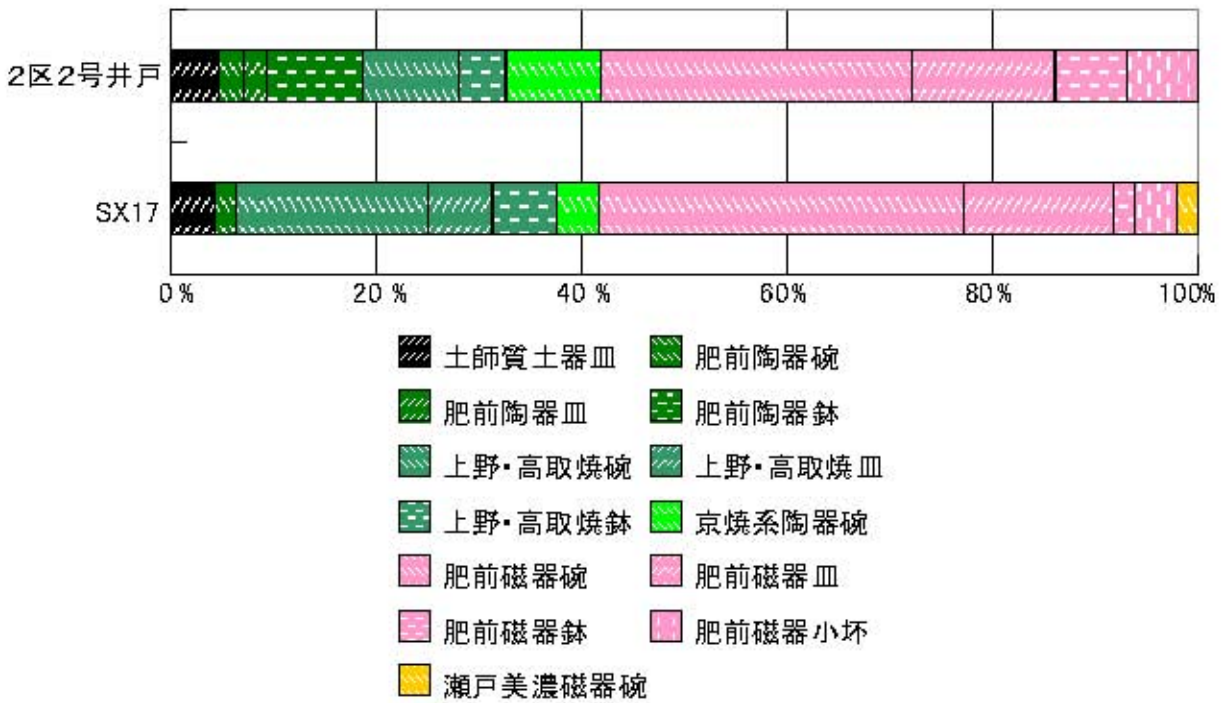 2区2号井戸
SX17
0% 20% 40% 60% 80% 100%
土師質土器皿 肥前陶器碗
肥前陶器皿 肥前陶器鉢
上野・高取焼碗 上野・高取焼皿
上野・高取焼鉢 京焼系陶器碗
肥前磁器碗 肥前磁器皿
肥前磁器鉢 肥前磁器小坏
瀬戸美濃磁器碗